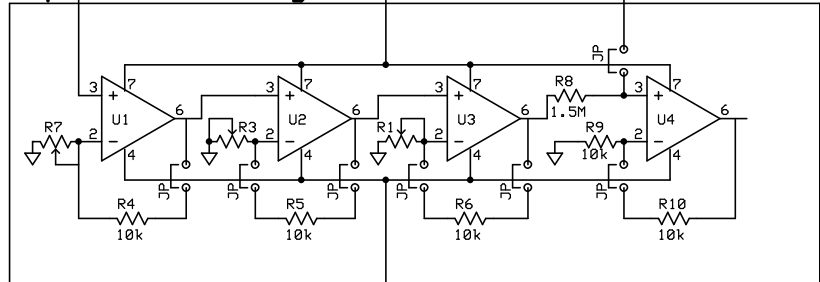 JP
3 7 3 7 3 7 R8 3 7
+ + + 1.5M +
R7 U1 6 R3 U2 6 R1 U3 6 R9 U4 6
2 - 2 - 2 - 10k 2 -
4 4 4 4
JP JP JP JP JP JP
R4 R5 R6 R10
10k 10k 10k 10k